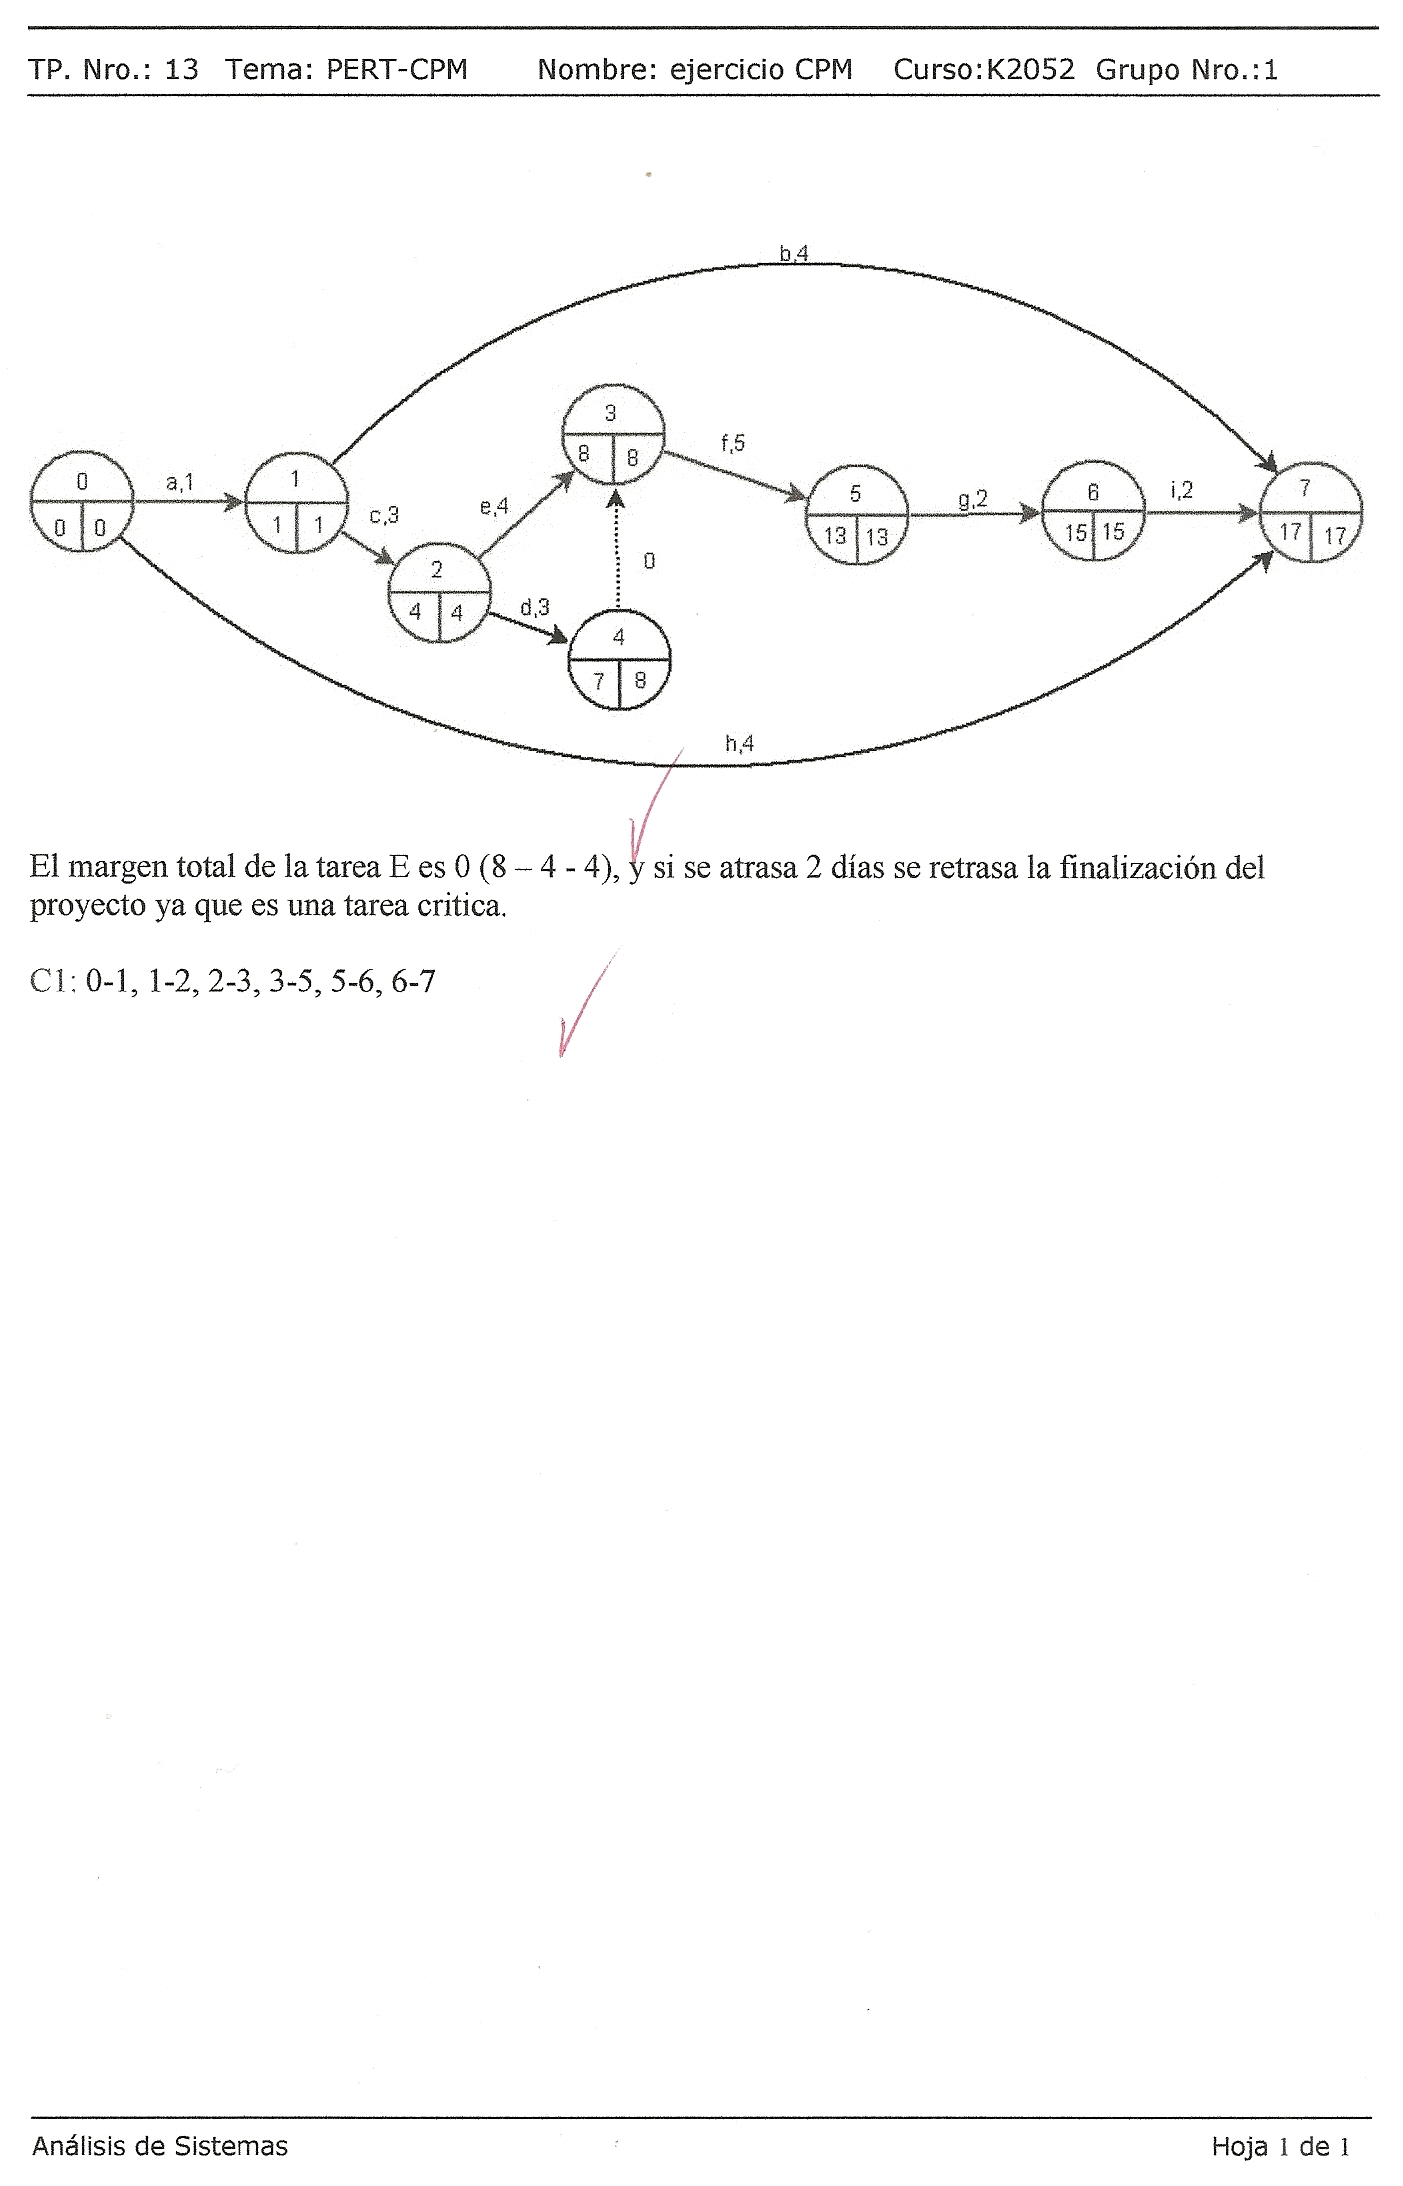 TP. Nro.: 13 Tema: PERT-CPM Nombre: ejercicio CPM Curso:K2052 Grupo Nro.:1
b,4
3
8 8
f,5
0
0 0
a,1
1
1 1
c,3
e,4
5
13 13
g,2
6
15 15
i,2
7
17 17
2
4 4
d,3
0
4
7 8
h,4
El margen total de la tarea E es 0 (8 – 4 - 4), y si se atrasa 2 días se retrasa la finalización del
proyecto ya que es una tarea critica.
C1: 0-1, 1-2, 2-3, 3-5, 5-6, 6-7
Análisis de Sistemas Hoja 1 de 1